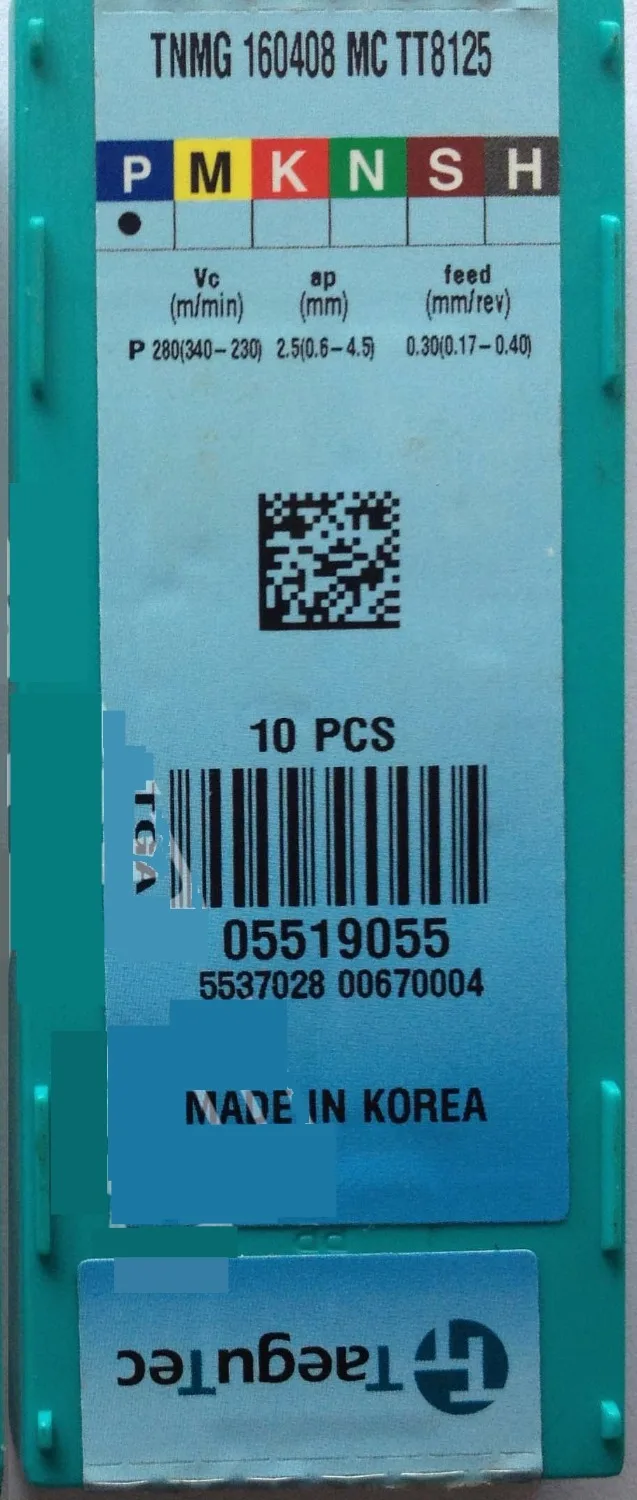 TNMG 160408 MC TT8125
P M K N S H
Vc ap feed
(m/min) (mm) (mm/rev)
P 280(340-230) 2.5(0.6-4.5) 0.30(0.17-0.40)
10 PCS
TGA
05519055
5537028 00670004
MADE IN KOREA
TaeguTec